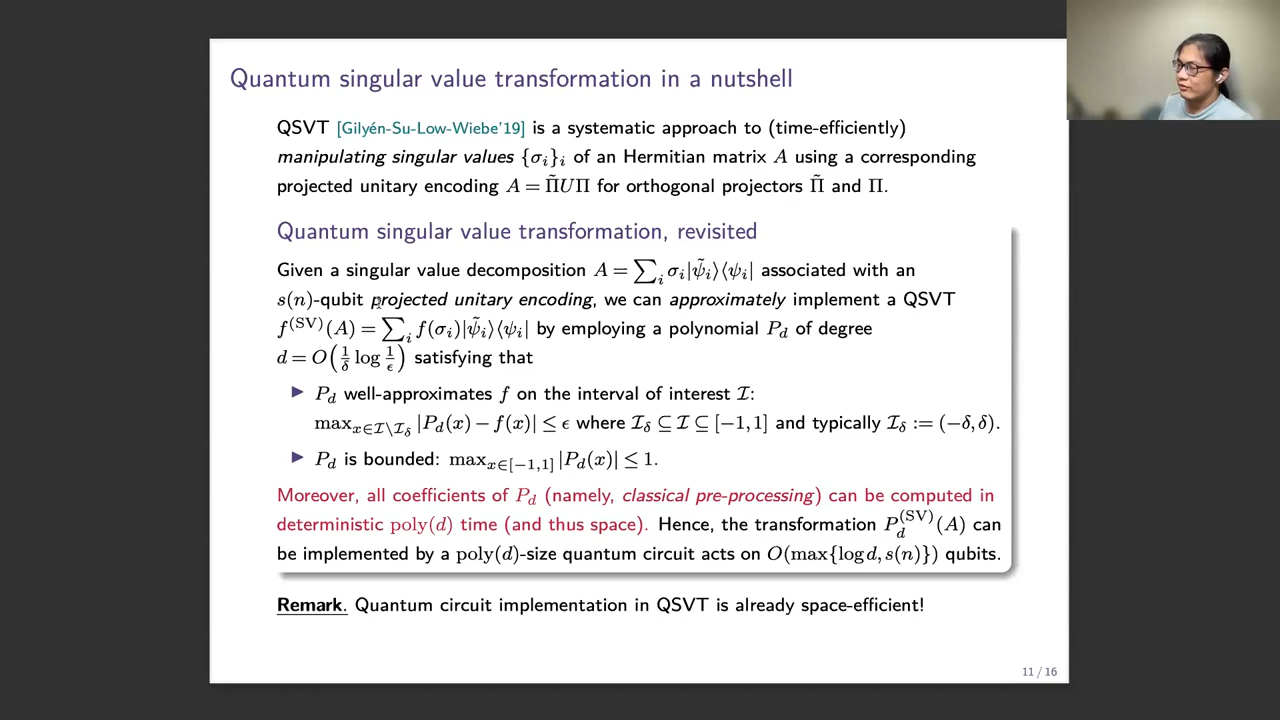 Quantum singular value transformation in a nutshell
QSVT [Gilyén-Su-Low-Wiebe'19] is a systematic approach to (time-efficiently)
manipulating singular values {σ_i}_i of an Hermitian matrix A using a corresponding
projected unitary encoding A = Π̃UΠ for orthogonal projectors Π̃ and Π.
Quantum singular value transformation, revisited
Given a singular value decomposition A = ∑_i σ_i|ψ̃_i⟩⟨ψ_i| associated with an
s(n)-qubit projected unitary encoding, we can approximately implement a QSVT
f^(SV)(A) = ∑_i f(σ_i)|ψ̃_i⟩⟨ψ_i| by employing a polynomial P_d of degree
d = O(1/δ log 1/ϵ) satisfying that
▶ P_d well-approximates f on the interval of interest ℐ:
max_{x∈ℐ\ℐ_δ} |P_d(x) − f(x)| ≤ ϵ where ℐ_δ ⊆ ℐ ⊆ [−1,1] and typically ℐ_δ := (−δ,δ).
▶ P_d is bounded: max_{x∈[−1,1]} |P_d(x)| ≤ 1.
Moreover, all coefficients of P_d (namely, classical pre-processing) can be computed in
deterministic poly(d) time (and thus space). Hence, the transformation P_d^(SV)(A) can
be implemented by a poly(d)-size quantum circuit acts on O(max{log d, s(n)}) qubits.
Remark. Quantum circuit implementation in QSVT is already space-efficient!
11 / 16